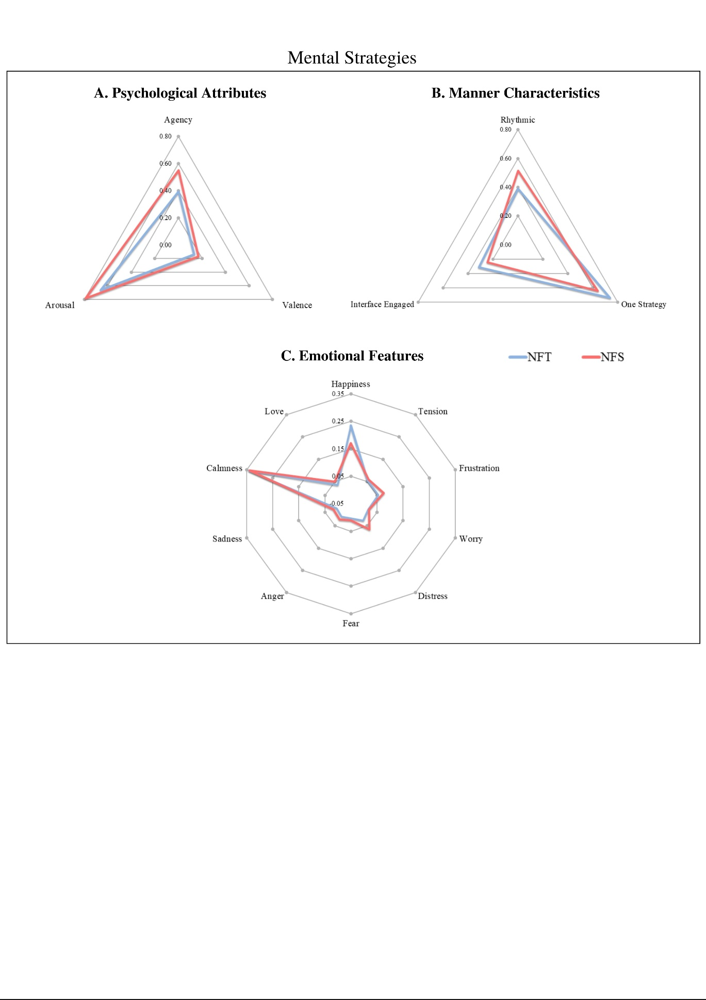 Mental Strategies
A. Psychological Attributes
B. Manner Characteristics
Agency
0.80
0.60
0.40
0.20
0.00
Arousal
Valence
Rhythmic
0.80
0.60
0.40
0.20
0.00
Interface Engaged
One Strategy
C. Emotional Features
NFT
NFS
Happiness
0.35
0.25
0.15
0.05
-0.05
Love
Tension
Calmness
Frustration
Sadness
Worry
Anger
Distress
Fear